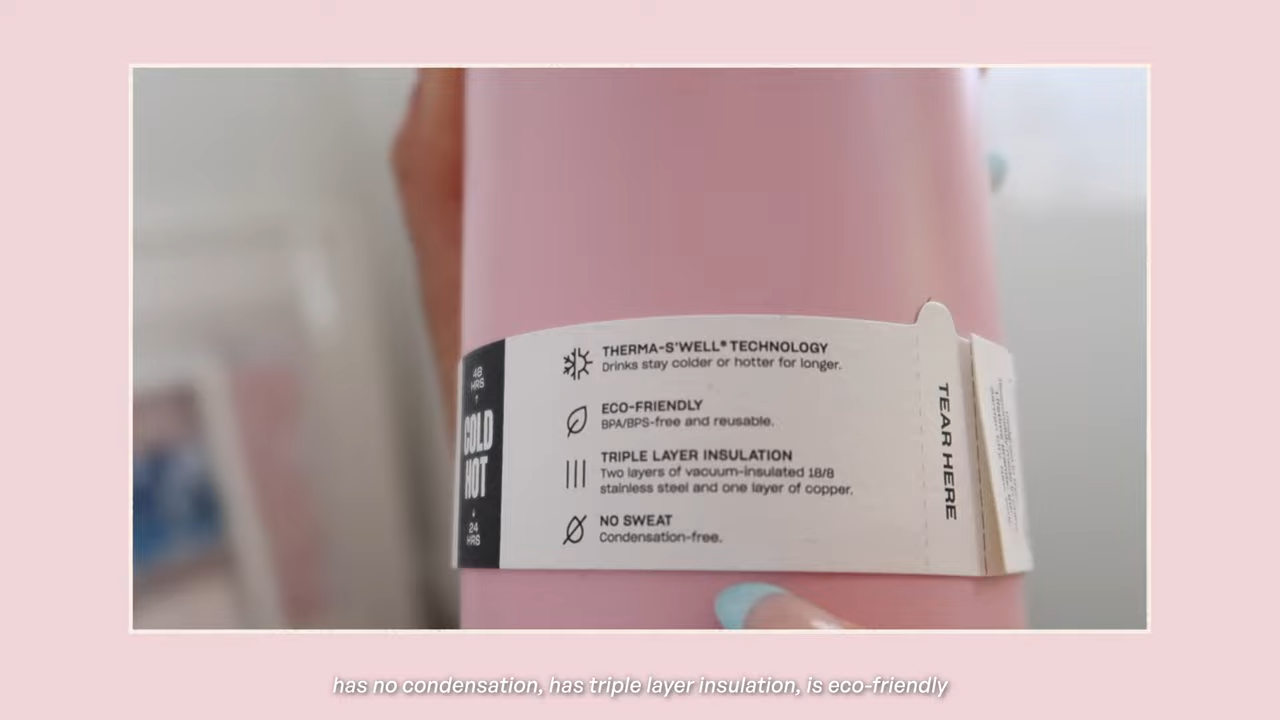 48
HRS
COLD
HOT
24
HRS
THERMA-S'WELL® TECHNOLOGY
Drinks stay colder or hotter for longer.
ECO-FRIENDLY
BPA/BPS-free and reusable.
TRIPLE LAYER INSULATION
Two layers of vacuum-insulated 18/8
stainless steel and one layer of copper.
NO SWEAT
Condensation-free.
TEAR HERE
has no condensation, has triple layer insulation, is eco-friendly